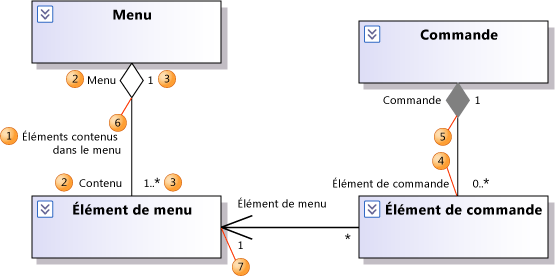 Menu
Commande
2 Menu 1 3
Commande 1
6
5
1 Éléments contenus
dans le menu
4
2 Contenu 1..* 3
Élément de commande 0..*
Élément de menu
Élément de menu
Élément de commande
*
1
7